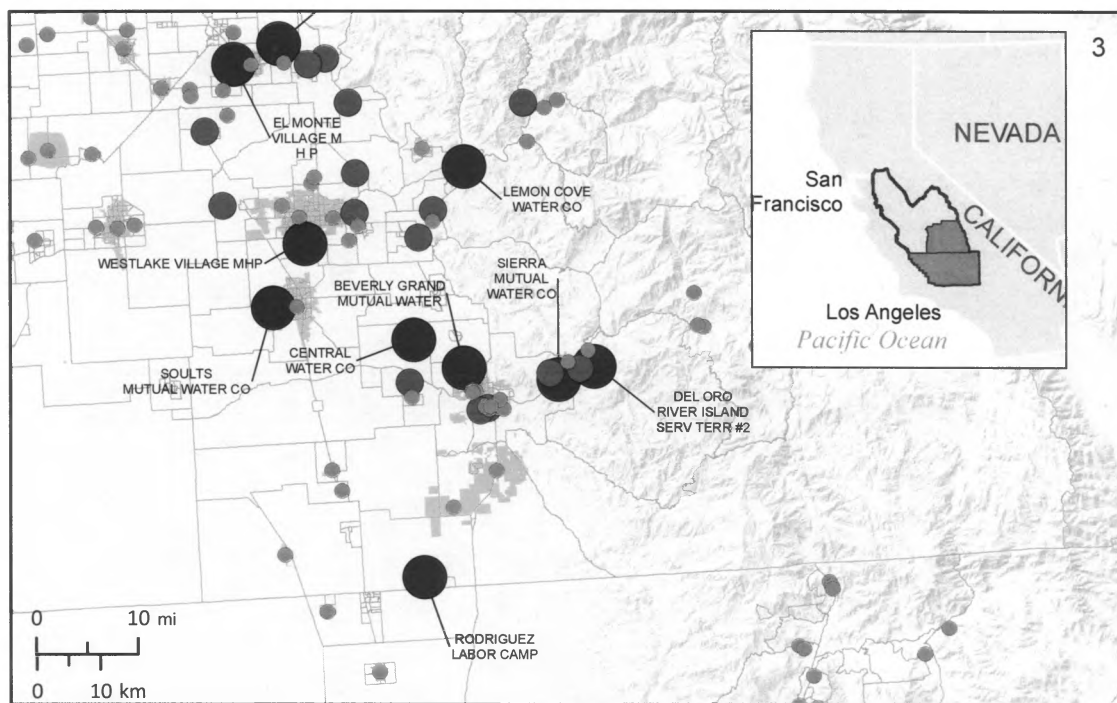 3
EL MONTE
VILLAGE M
H P
LEMON COVE
WATER CO
WESTLAKE VILLAGE MHP
BEVERLY GRAND
MUTUAL WATER
SIERRA
MUTUAL
WATER CO
SOULTS
MUTUAL WATER CO
CENTRAL
WATER CO
DEL ORO
RIVER ISLAND
SERV TERR #2
RODRIGUEZ
LABOR CAMP
0 10 mi
0 10 km
NEVADA
San
Francisco
CALIFORN
Los Angeles
Pacific Ocean